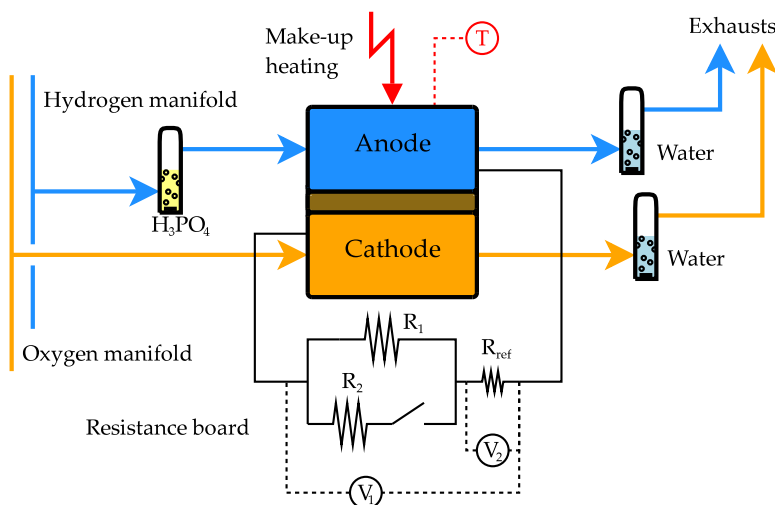 Exhausts
Make-up
heating
T
Hydrogen manifold
Anode
Water
H₃PO₄
Cathode
Water
R₁
Oxygen manifold
R_ref
R₂
Resistance board
V₂
V₁